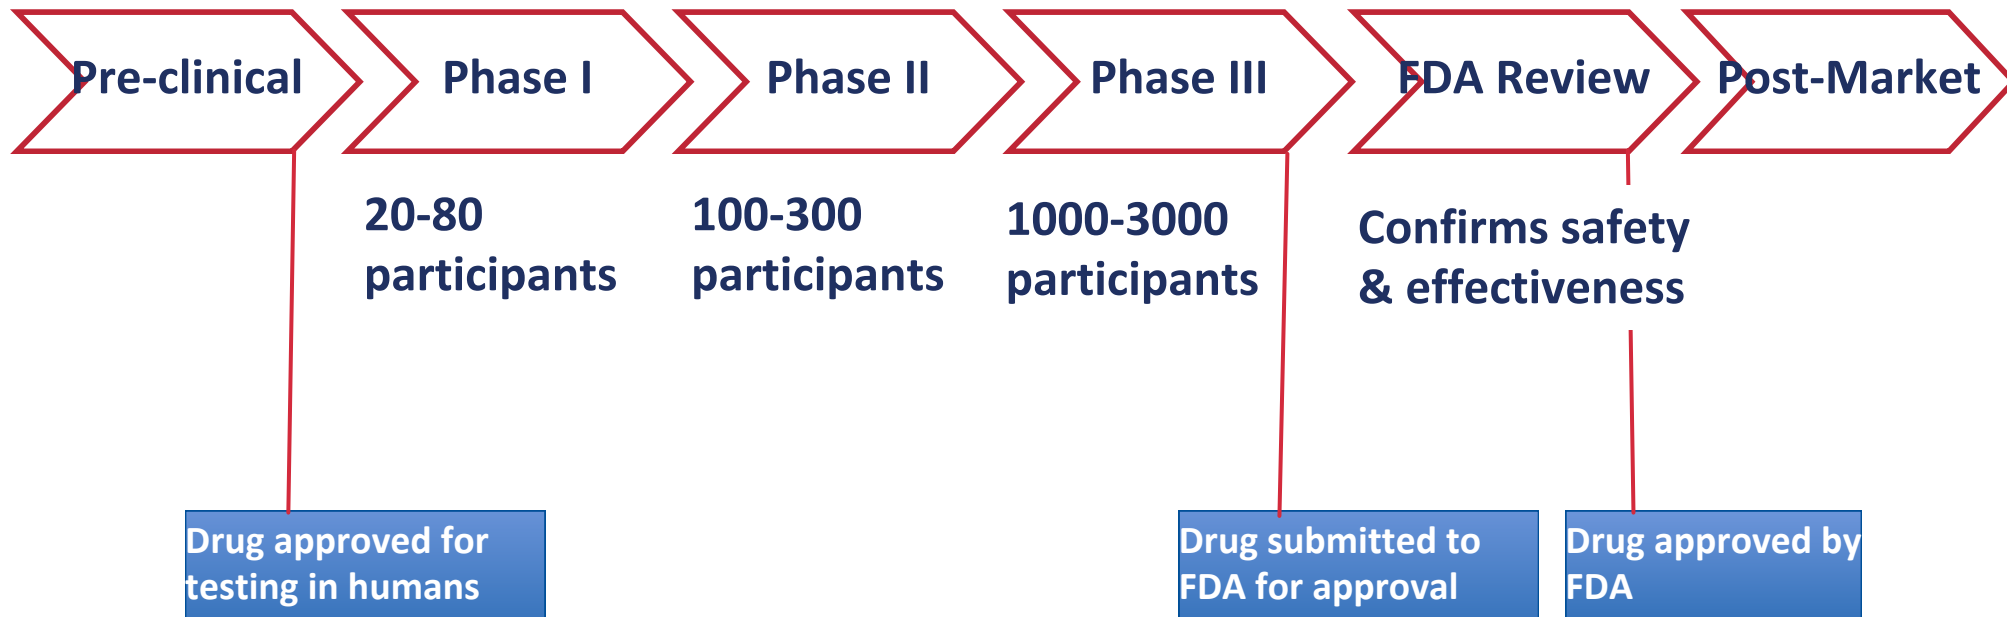 Pre-clinical
Phase I
Phase II
Phase III
FDA Review
Post-Market
20-80
participants
100-300
participants
1000-3000
participants
Confirms safety
& effectiveness
Drug approved for
testing in humans
Drug submitted to
FDA for approval
Drug approved by
FDA